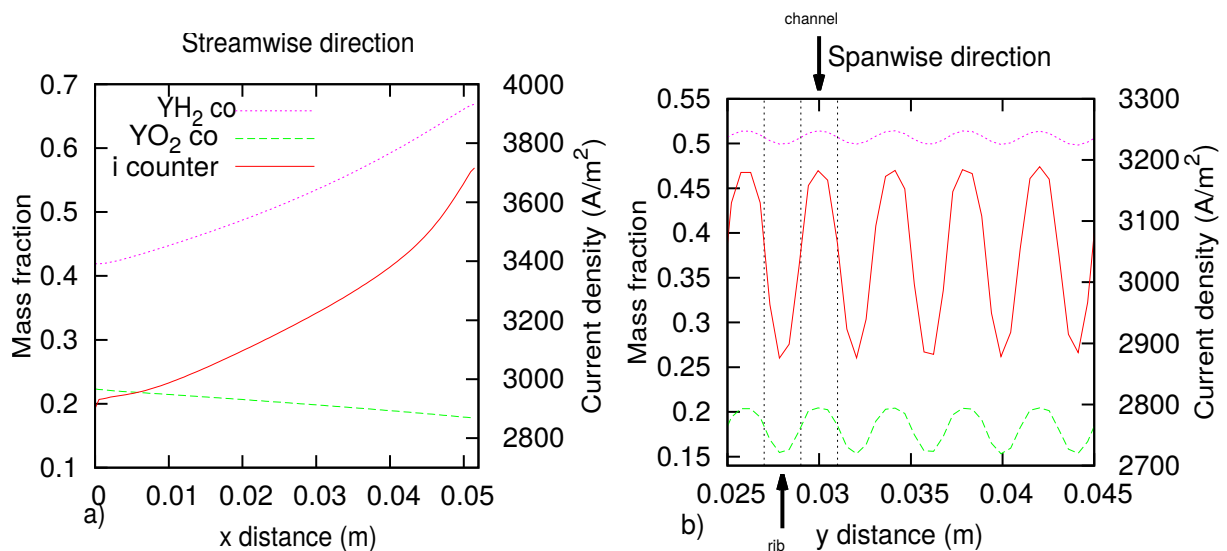 Streamwise direction
0.7
0.6
0.5
0.4
0.3
0.2
0.1
Mass fraction
YH2 co
YO2 co
i counter
4000
3800
3600
3400
3200
3000
2800
Current density (A/m2)
0 0.01 0.02 0.03 0.04 0.05
a)
x distance (m)
channel
Spanwise direction
0.55
0.5
0.45
0.4
0.35
0.3
0.25
0.2
0.15
Mass fraction
3300
3200
3100
3000
2900
2800
2700
Current density (A/m2)
0.025 0.03 0.035 0.04 0.045
b)
y distance (m)
rib